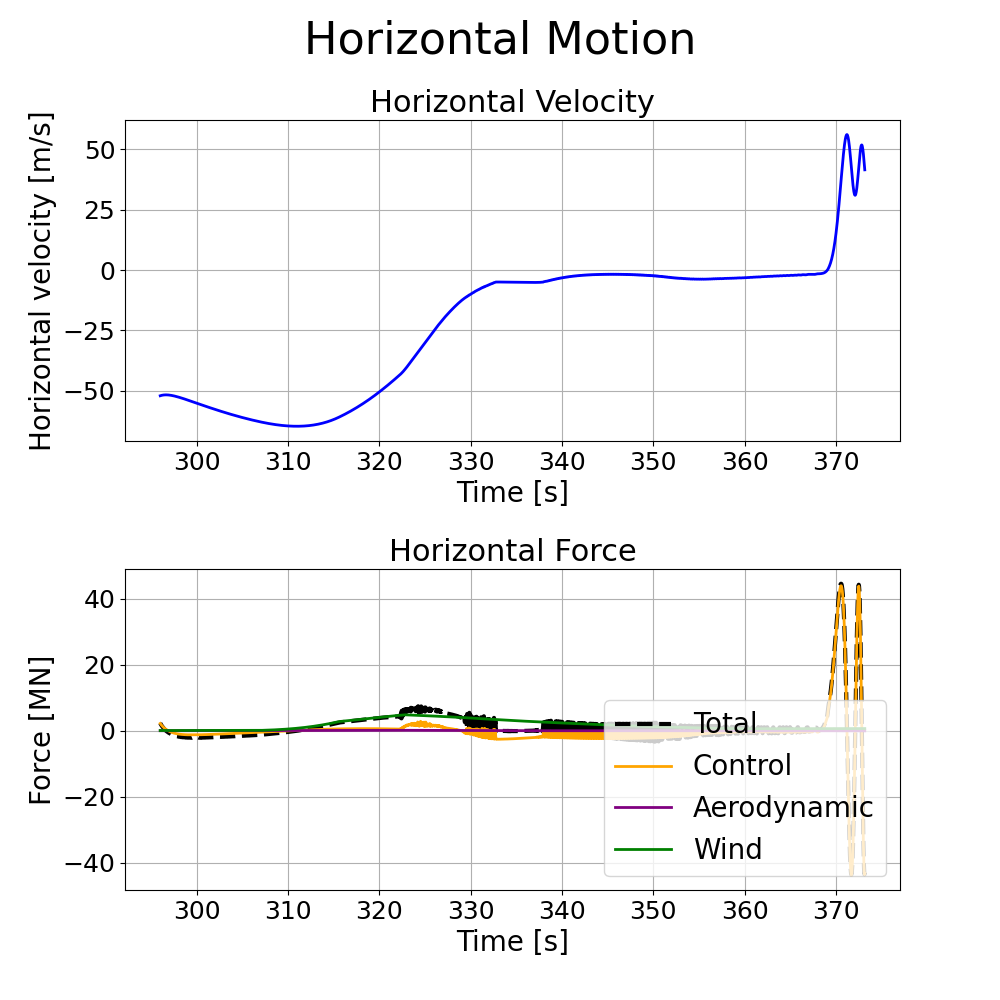 Horizontal Motion
Horizontal Velocity
Horizontal velocity [m/s]
50
25
0
−25
−50
300 310 320 330 340 350 360 370
Time [s]
Horizontal Force
Force [MN]
40
20
0
−20
−40
Total
Control
Aerodynamic
Wind
300 310 320 330 340 350 360 370
Time [s]